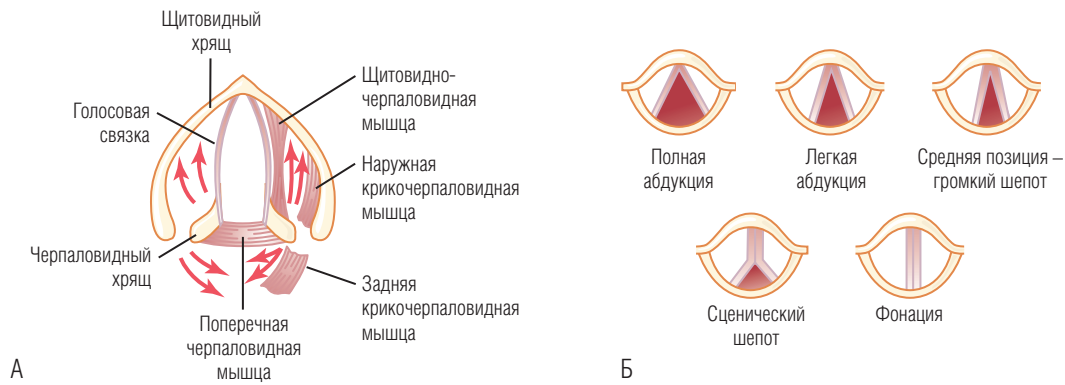 Щитовидный
хрящ
Голосовая
связка
Черпаловидный
хрящ
Щитовидно-
черпаловидная
мышца
Наружная
крикочерпаловидная
мышца
Задняя
крикочерпаловидная
мышца
Поперечная
черпаловидная
мышца
А
Полная
абдукция
Легкая
абдукция
Средняя позиция –
громкий шепот
Сценический
шепот
Фонация
Б